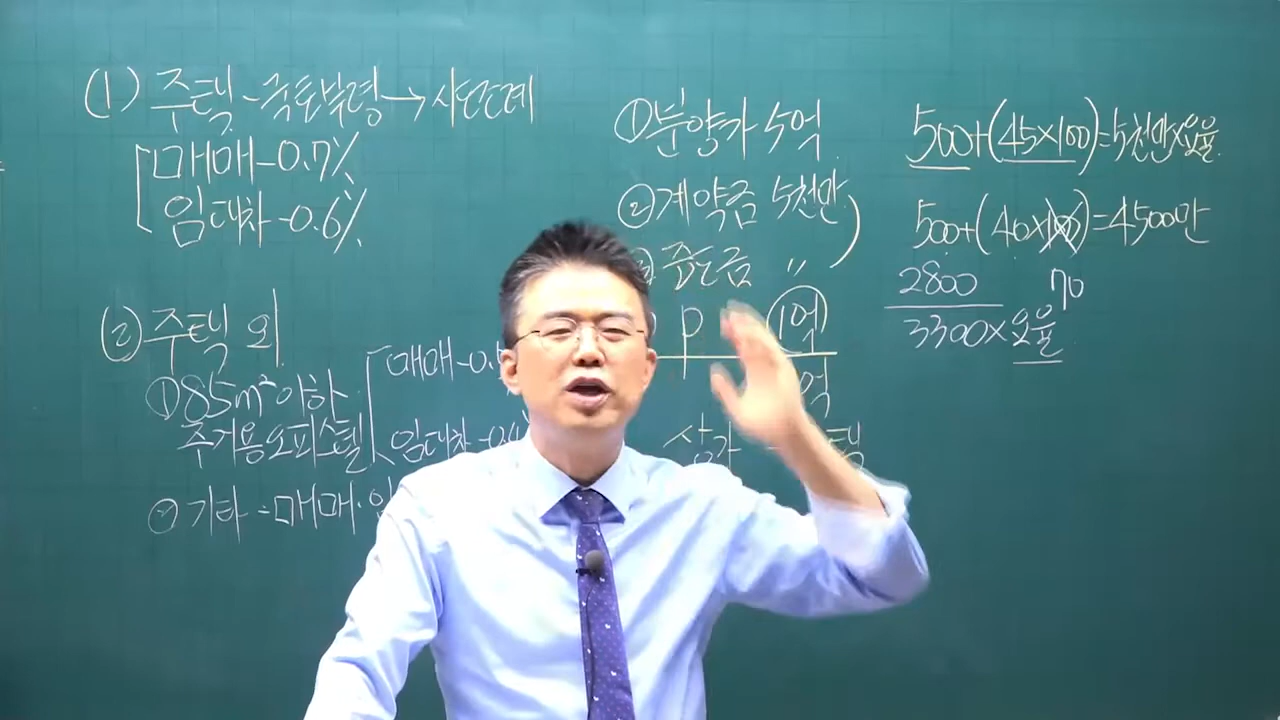 (1) 주택 - 국토부령 → 시·도조례
매매 - 0.7%
임대차 - 0.6%
(2) 주택 외
① 85m² 이하
주거용오피스텔
매매 - 0.
임대차 - 0.
② 기타 - 매매·
① 분양가 5억
② 계약금 5천만
③ 중도금 〃
P 1억
억
상가
500+(45×100)=5천만×요율
500+(40×100)=4500만
2800 70
3300×요율